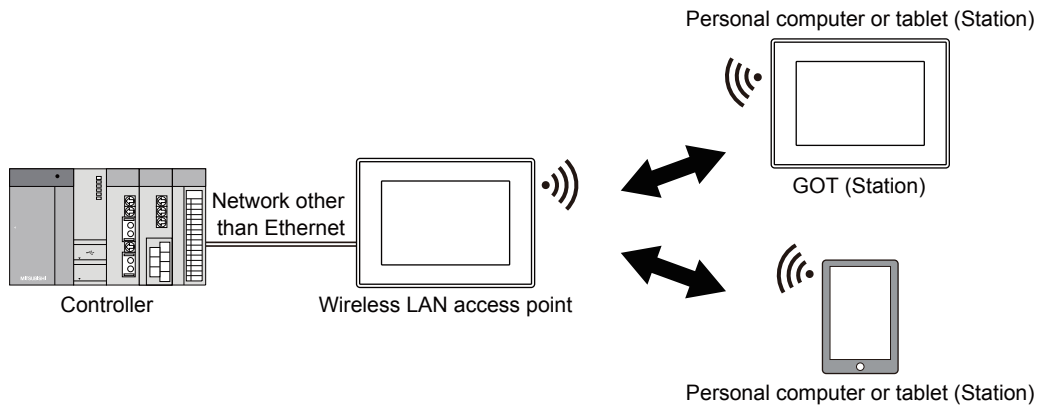 Personal computer or tablet (Station)
GOT (Station)
Network other
than Ethernet
Controller
Wireless LAN access point
Personal computer or tablet (Station)